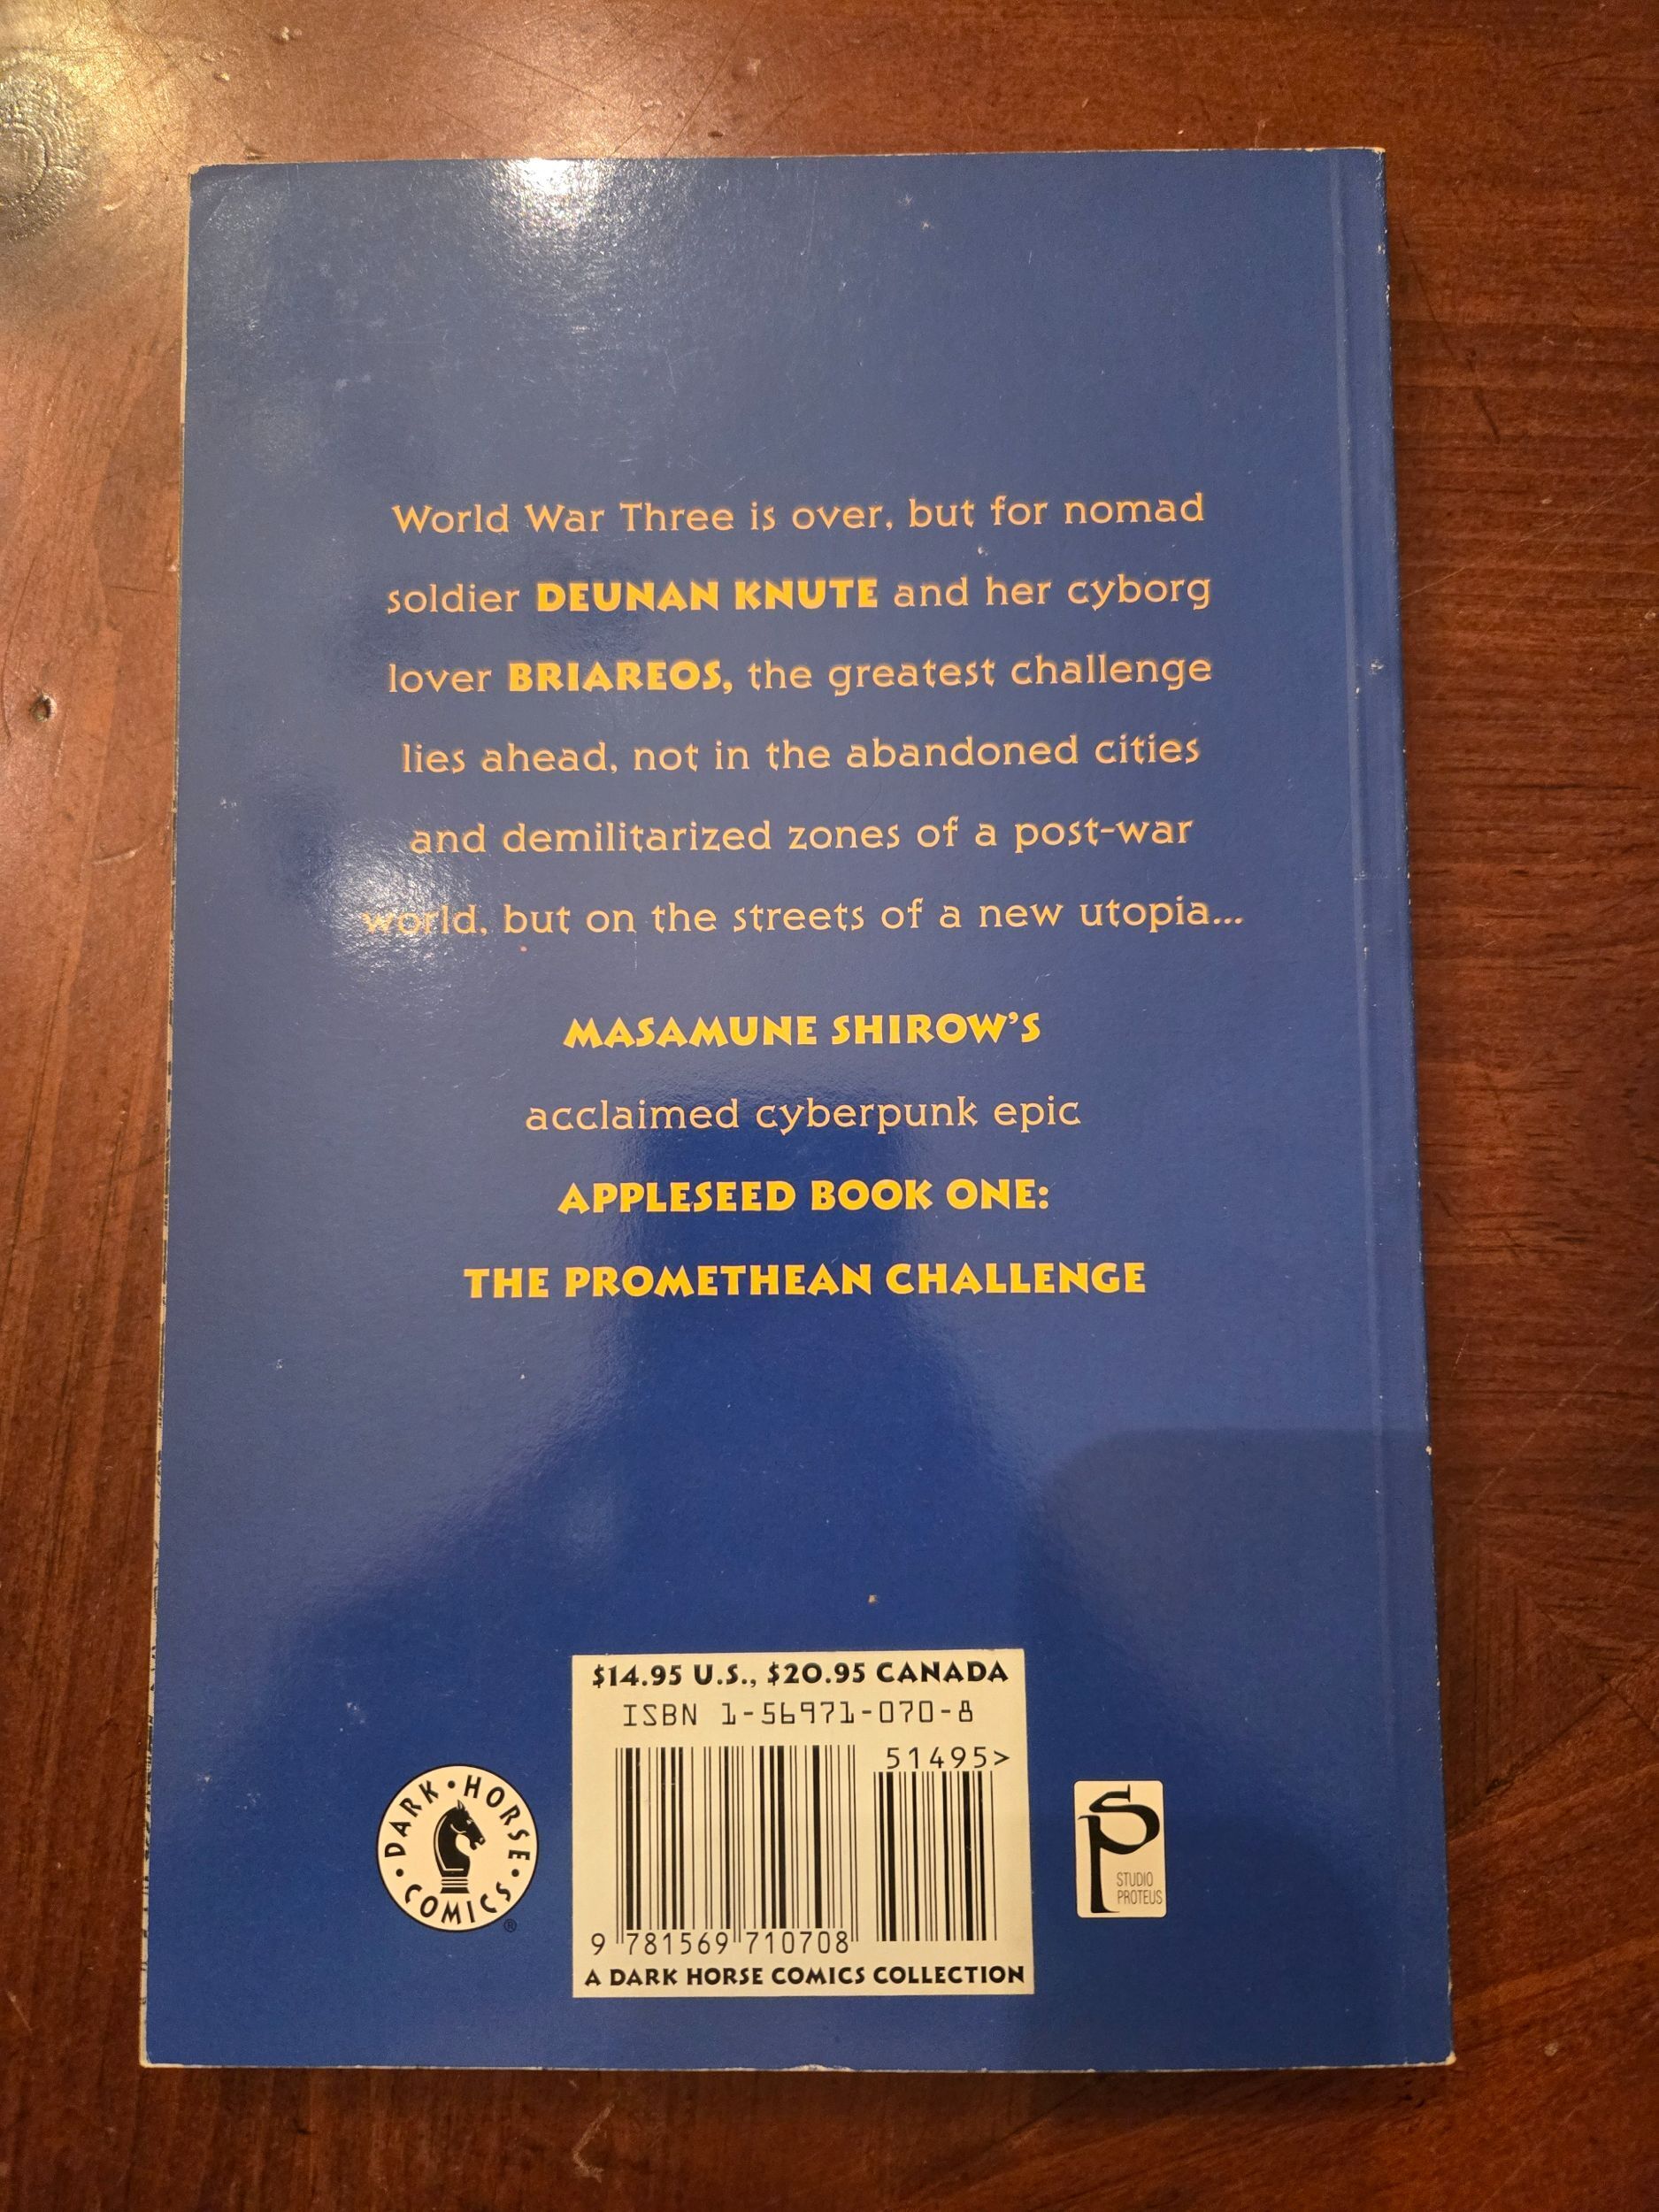 World War Three is over, but for nomad
soldier DEUNAN KNUTE and her cyborg
lover BRIAREOS, the greatest challenge
lies ahead, not in the abandoned cities
and demilitarized zones of a post-war
world, but on the streets of a new utopia...
MASAMUNE SHIROW'S
acclaimed cyberpunk epic
APPLESEED BOOK ONE:
THE PROMETHEAN CHALLENGE
$14.95 U.S., $20.95 CANADA
ISBN 1-56971-070-8
51495>
9 781569 710708
A DARK HORSE COMICS COLLECTION
DARK • HORSE • COMICS •
®
SP
STUDIO
PROTEUS